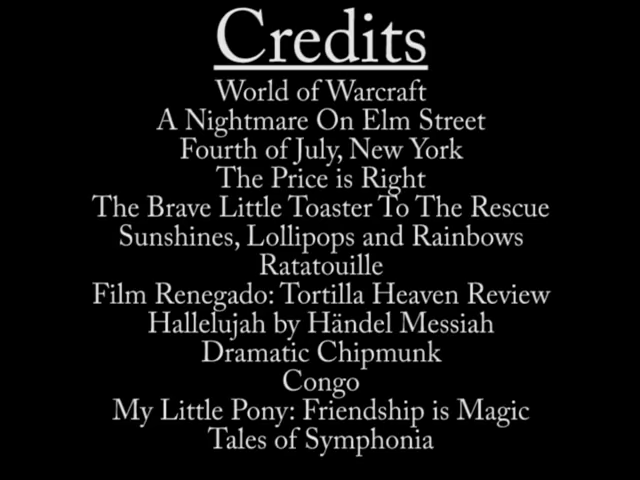 Credits
World of Warcraft
A Nightmare On Elm Street
Fourth of July, New York
The Price is Right
The Brave Little Toaster To The Rescue
Sunshines, Lollipops and Rainbows
Ratatouille
Film Renegado: Tortilla Heaven Review
Hallelujah by Händel Messiah
Dramatic Chipmunk
Congo
My Little Pony: Friendship is Magic
Tales of Symphonia